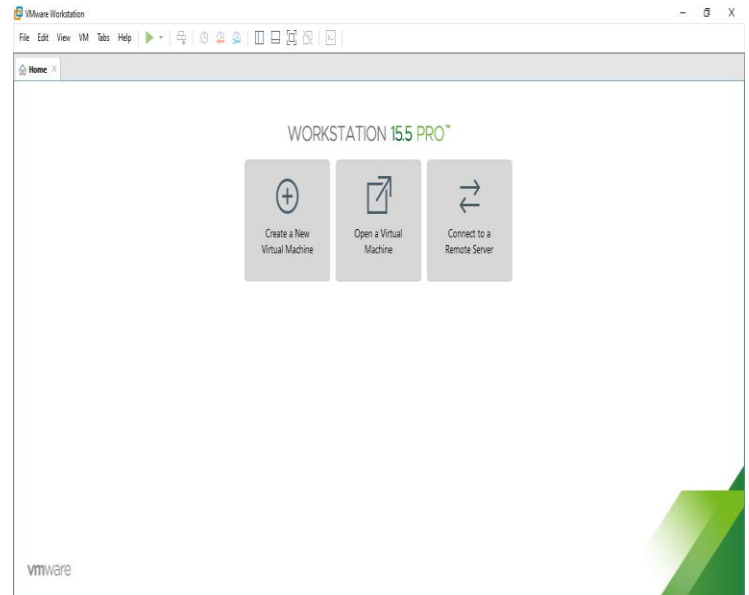 VMware Workstation
File Edit View VM Tabs Help
Home
WORKSTATION 15.5 PRO™
Create a New
Virtual Machine
Open a Virtual
Machine
Connect to a
Remote Server
vmware